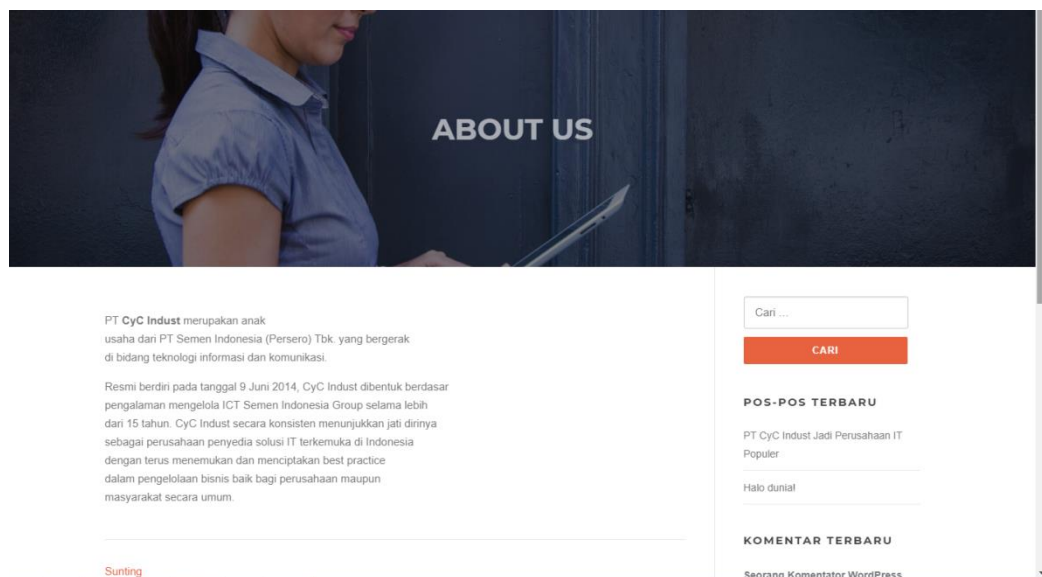 ABOUT US
PT CyC Indust merupakan anak
usaha dari PT Semen Indonesia (Persero) Tbk. yang bergerak
di bidang teknologi informasi dan komunikasi.
Resmi berdiri pada tanggal 9 Juni 2014, CyC Indust dibentuk berdasar
pengalaman mengelola ICT Semen Indonesia Group selama lebih
dari 15 tahun. CyC Indust secara konsisten menunjukkan jati dirinya
sebagai perusahaan penyedia solusi IT terkemuka di Indonesia
dengan terus menemukan dan menciptakan best practice
dalam pengelolaan bisnis baik bagi perusahaan maupun
masyarakat secara umum.
Sunting
Cari ...
CARI
POS-POS TERBARU
PT CyC Indust Jadi Perusahaan IT
Populer
Halo dunia!
KOMENTAR TERBARU
Seorang Komentator WordPress